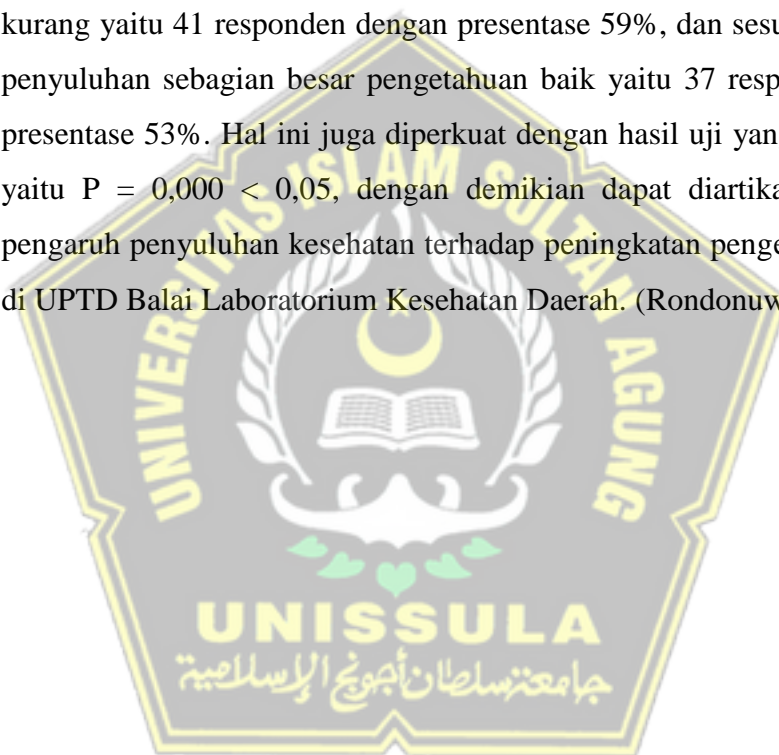 kurang yaitu 41 responden dengan presentase 59%, dan sesu
penyuluhan sebagian besar pengetahuan baik yaitu 37 resp
presentase 53%. Hal ini juga diperkuat dengan hasil uji yan
yaitu P = 0,000 < 0,05, dengan demikian dapat diartika
pengaruh penyuluhan kesehatan terhadap peningkatan penge
di UPTD Balai Laboratorium Kesehatan Daerah. (Rondonuw
UNIVERSITAS ISLAM SULTAN AGUNG
UNISSULA
جامعة سلطان أجونج الإسلامية